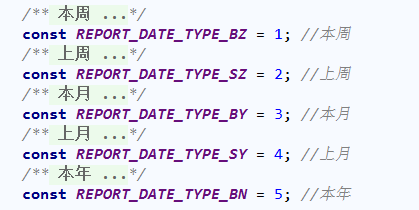 /** 本周 ...*/
const REPORT_DATE_TYPE_BZ = 1; //本周
/** 上周 ...*/
const REPORT_DATE_TYPE_SZ = 2; //上周
/** 本月 ...*/
const REPORT_DATE_TYPE_BY = 3; //本月
/** 上月 ...*/
const REPORT_DATE_TYPE_SY = 4; //上月
/** 本年 ...*/
const REPORT_DATE_TYPE_BN = 5; //本年